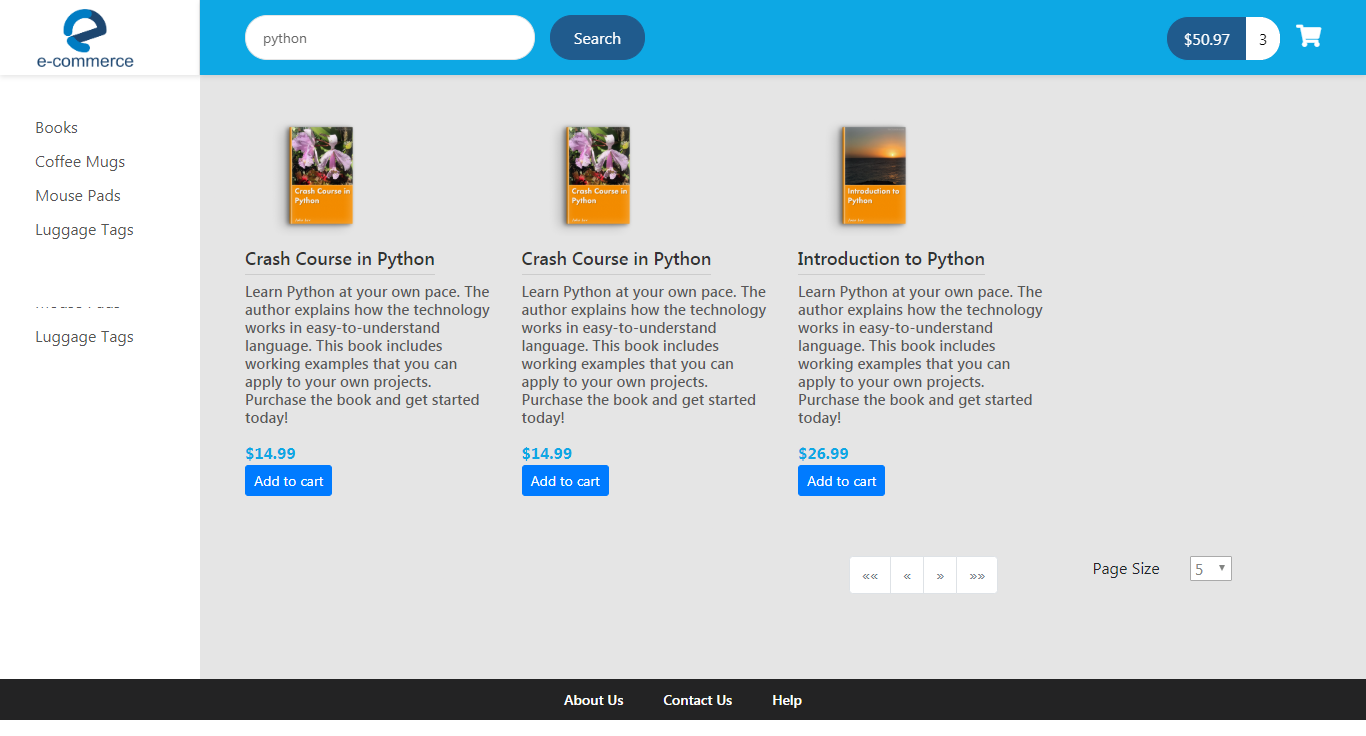 e-commerce
python
Search
$50.97
3
Books
Coffee Mugs
Mouse Pads
Luggage Tags
Luggage Tags
Crash Course in
Python
Crash Course in Python
Learn Python at your own pace. The
author explains how the technology
works in easy-to-understand
language. This book includes
working examples that you can
apply to your own projects.
Purchase the book and get started
today!
$14.99
Add to cart
Crash Course in
Python
Crash Course in Python
Learn Python at your own pace. The
author explains how the technology
works in easy-to-understand
language. This book includes
working examples that you can
apply to your own projects.
Purchase the book and get started
today!
$14.99
Add to cart
Introduction to
Python
Introduction to Python
Learn Python at your own pace. The
author explains how the technology
works in easy-to-understand
language. This book includes
working examples that you can
apply to your own projects.
Purchase the book and get started
today!
$26.99
Add to cart
«« « » »»
Page Size
5
About Us
Contact Us
Help